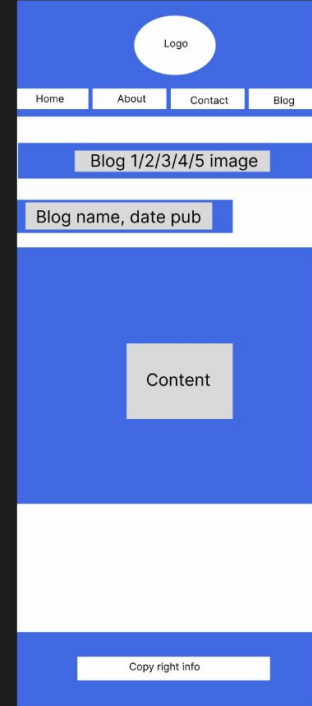 Logo
Home About Contact Blog
Blog 1/2/3/4/5 image
Blog name, date pub
Content
Copy right info